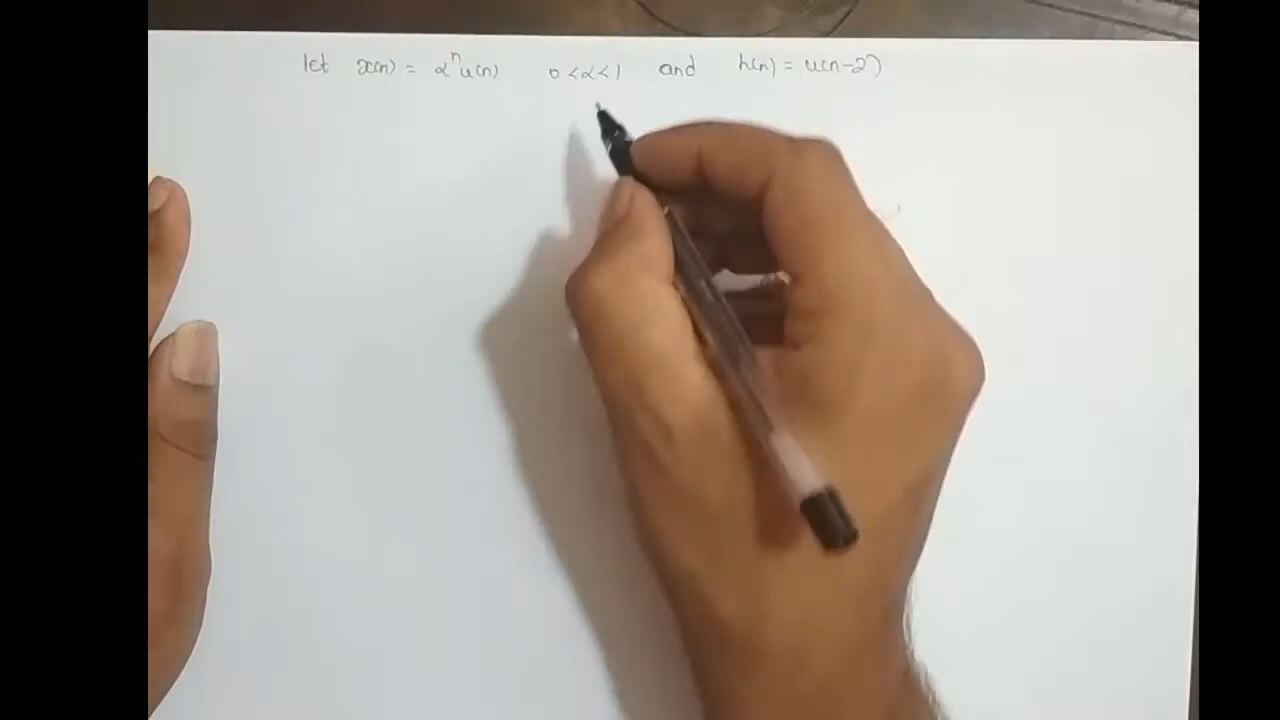 let x(n) = αⁿu(n) 0<α<1 and h(n) = u(n-2)